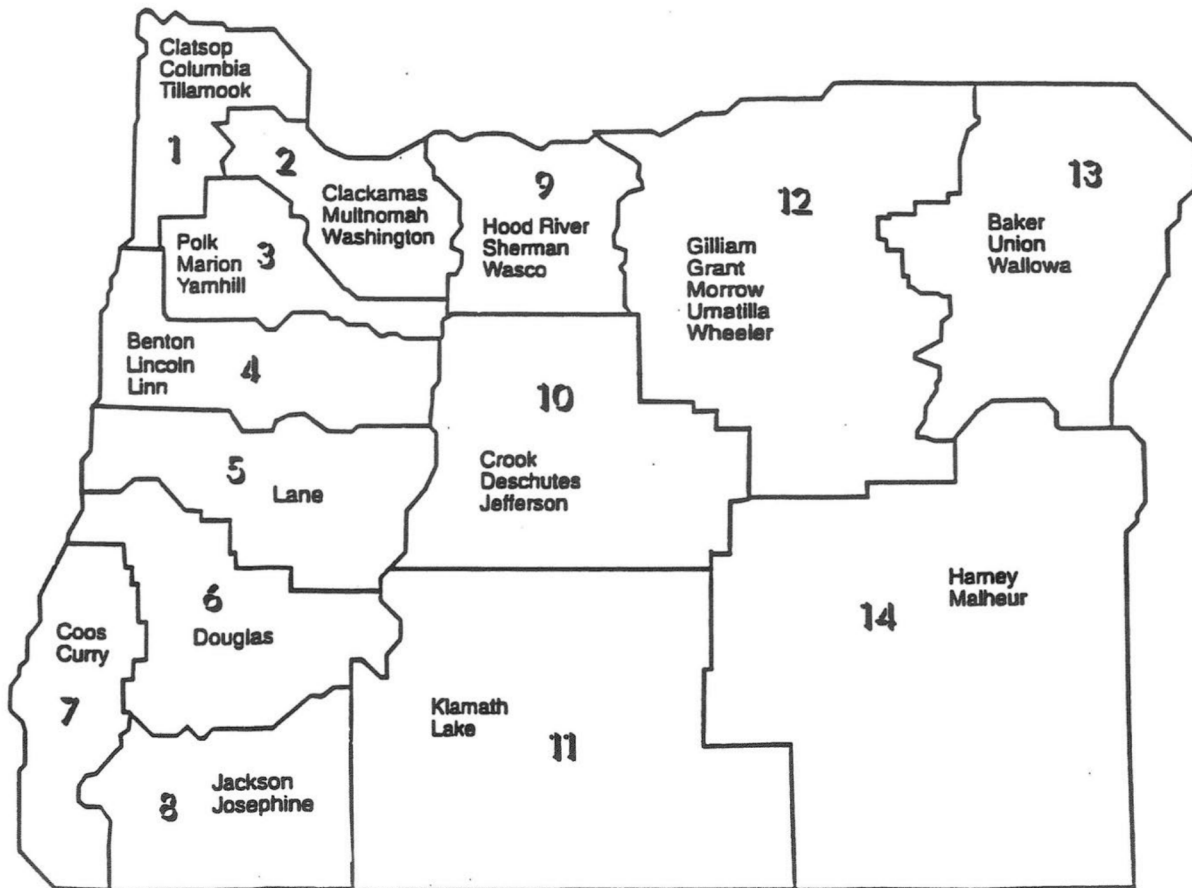 Clatsop
Columbia
Tillamook
1
2
Clackamas
Multnomah
Washington
3
Polk
Marion
Yamhill
9
Hood River
Sherman
Wasco
12
Gilliam
Grant
Morrow
Umatilla
Wheeler
13
Baker
Union
Wallowa
Benton
Lincoln
Linn
4
10
Crook
Deschutes
Jefferson
5
Lane
6
Douglas
Coos
Curry
7
8
Jackson
Josephine
Klamath
Lake
11
Harney
Malheur
14